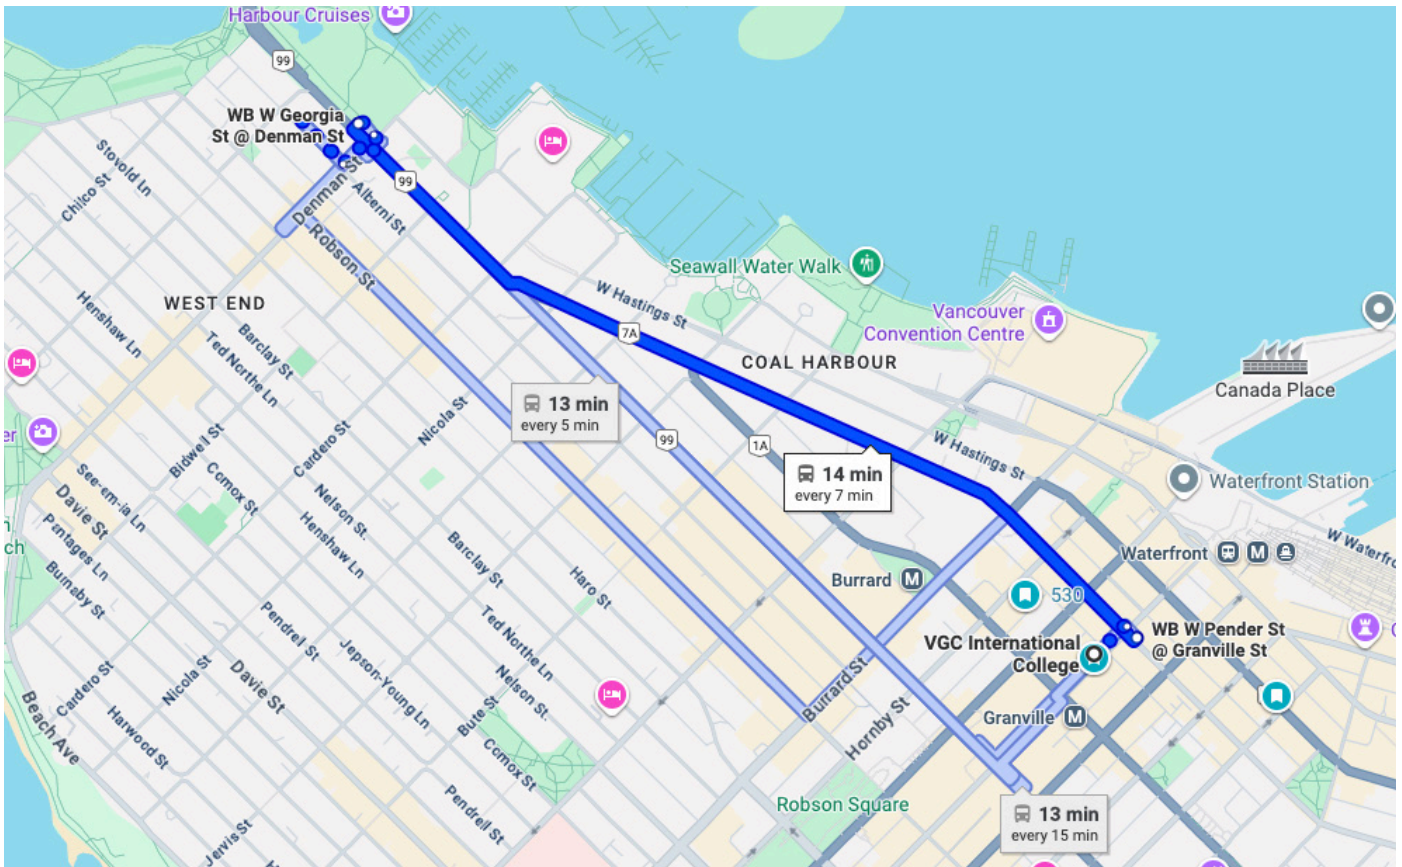 Harbour Cruises
99
WB W Georgia
St @ Denman St
Stovold Ln
Chilco St
99
Denman St
Alberni St
Robson St
Seawall Water Walk
W Hastings St
WEST END
Vancouver
Convention Centre
7A
Henshaw Ln
Barclay St
Ted Northe Ln
COAL HARBOUR
Canada Place
13 min
every 5 min
Nicola St
er
99
1A
W Hastings St
Bidwell St
Cardero St
14 min
every 7 min
Waterfront Station
See-em-ia Ln
Comox St
Davie St
Nelson St.
Pantages Ln
Henshaw Ln
n
ch
Waterfront
M
W Waterfro
Barclay St
Burrard
M
Burnaby St
Haro St
530
Pendrell St
Ted Northe Ln
VGC International
College
WB W Pender St
@ Granville St
C
Jepson-Young Ln
Nelson St.
Cardero St
Nicola St
Davie St
Burrard St
Bute St
Hornby St
Granville
M
Beach Ave
Harwood St
Comox St
Robson Square
13 min
every 15 min
Pendrell St
Jervis St
H